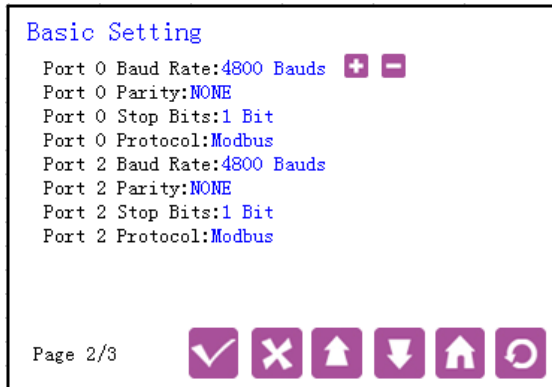 Basic Setting
Port 0 Baud Rate:4800 Bauds
Port 0 Parity:NONE
Port 0 Stop Bits:1 Bit
Port 0 Protocol:Modbus
Port 2 Baud Rate:4800 Bauds
Port 2 Parity:NONE
Port 2 Stop Bits:1 Bit
Port 2 Protocol:Modbus
Page 2/3